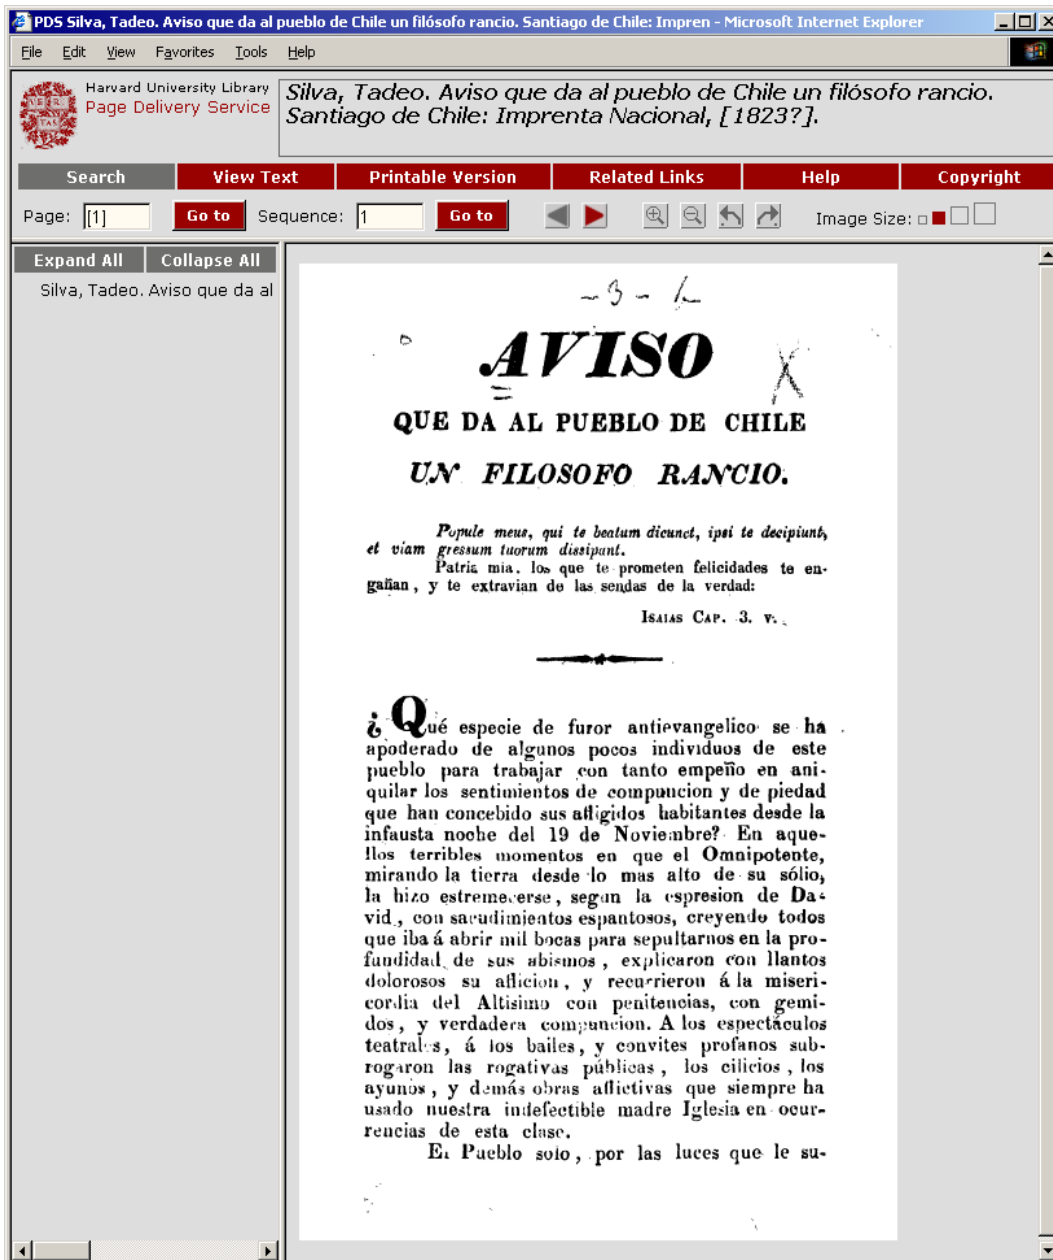 PDS Silva, Tadeo. Aviso que da al pueblo de Chile un filósofo rancio. Santiago de Chile: Impren - Microsoft Internet Explorer
File Edit View Favorites Tools Help
Harvard University Library
Page Delivery Service
Silva, Tadeo. Aviso que da al pueblo de Chile un filósofo rancio.
Santiago de Chile: Imprenta Nacional, [1823?].
Search View Text Printable Version Related Links Help Copyright
Page: [1] Go to Sequence: 1 Go to Image Size:
Expand All Collapse All
Silva, Tadeo. Aviso que da al
- 3 -
AVISO
QUE DA AL PUEBLO DE CHILE
UN FILOSOFO RANCIO.
Popule meus, qui te beatum dicunct, ipsi te decipiunt,
et viam gressum tuorum dissipant.
Patria mia, los que te prometen felicidades te en-
gañan, y te extravian de las sendas de la verdad:
ISAIAS CAP. 3. v.
¿Qué especie de furor antievangelico se ha
apoderado de algunos pocos individuos de este
pueblo para trabajar con tanto empeño en ani-
quilar los sentimientos de compuncion y de piedad
que han concebido sus afligidos habitantes desde la
infausta noche del 19 de Noviembre? En aque-
llos terribles momentos en que el Omnipotente,
mirando la tierra desde lo mas alto de su sólio,
la hizo estremecerse, segun la espresion de Da-
vid, con sacudimientos espantosos, creyendo todos
que iba á abrir mil bocas para sepultarnos en la pro-
fundidad de sus abismos, explicaron con llantos
dolorosos su aflicion, y recurrieron á la miseri-
cordia del Altisimo con penitencias, con gemi-
dos, y verdadera compuncion. A los espectáculos
teatrales, á los bailes, y convites profanos sub-
rogaron las rogativas públicas, los cilicios, los
ayunos, y demás obras aflictivas que siempre ha
usado nuestra indefectible madre Iglesia en ocur-
rencias de esta clase.
El Pueblo solo, por las luces que le su-